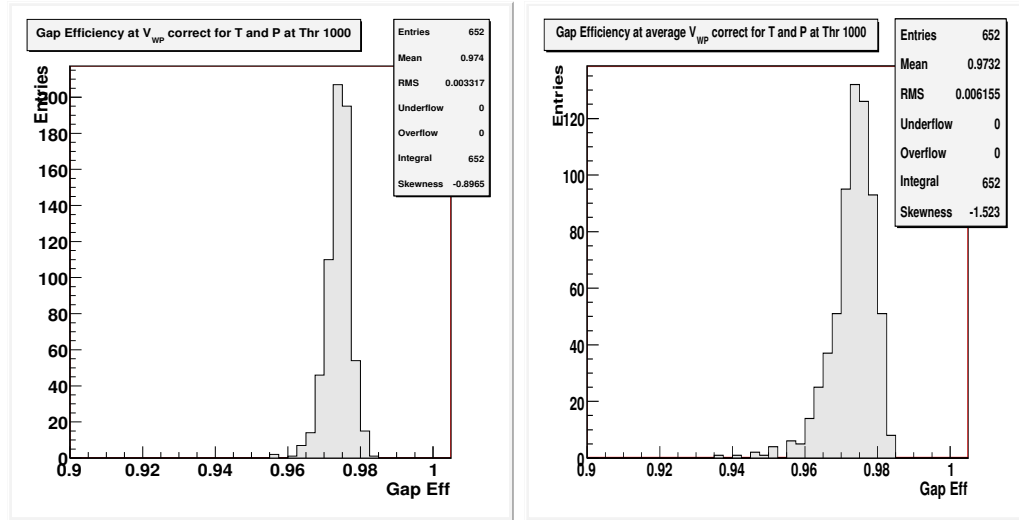 Gap Efficiency at V_WP correct for T and P at Thr 1000
Entries 652
Mean 0.974
RMS 0.003317
Underflow 0
Overflow 0
Integral 652
Skewness -0.8965
Entries
200
180
160
140
120
100
80
60
40
20
0
0.9 0.92 0.94 0.96 0.98 1
Gap Eff
Gap Efficiency at average V_WP correct for T and P at Thr 1000
Entries 652
Mean 0.9732
RMS 0.006155
Underflow 0
Overflow 0
Integral 652
Skewness -1.523
Entries
120
100
80
60
40
20
0
0.9 0.92 0.94 0.96 0.98 1
Gap Eff